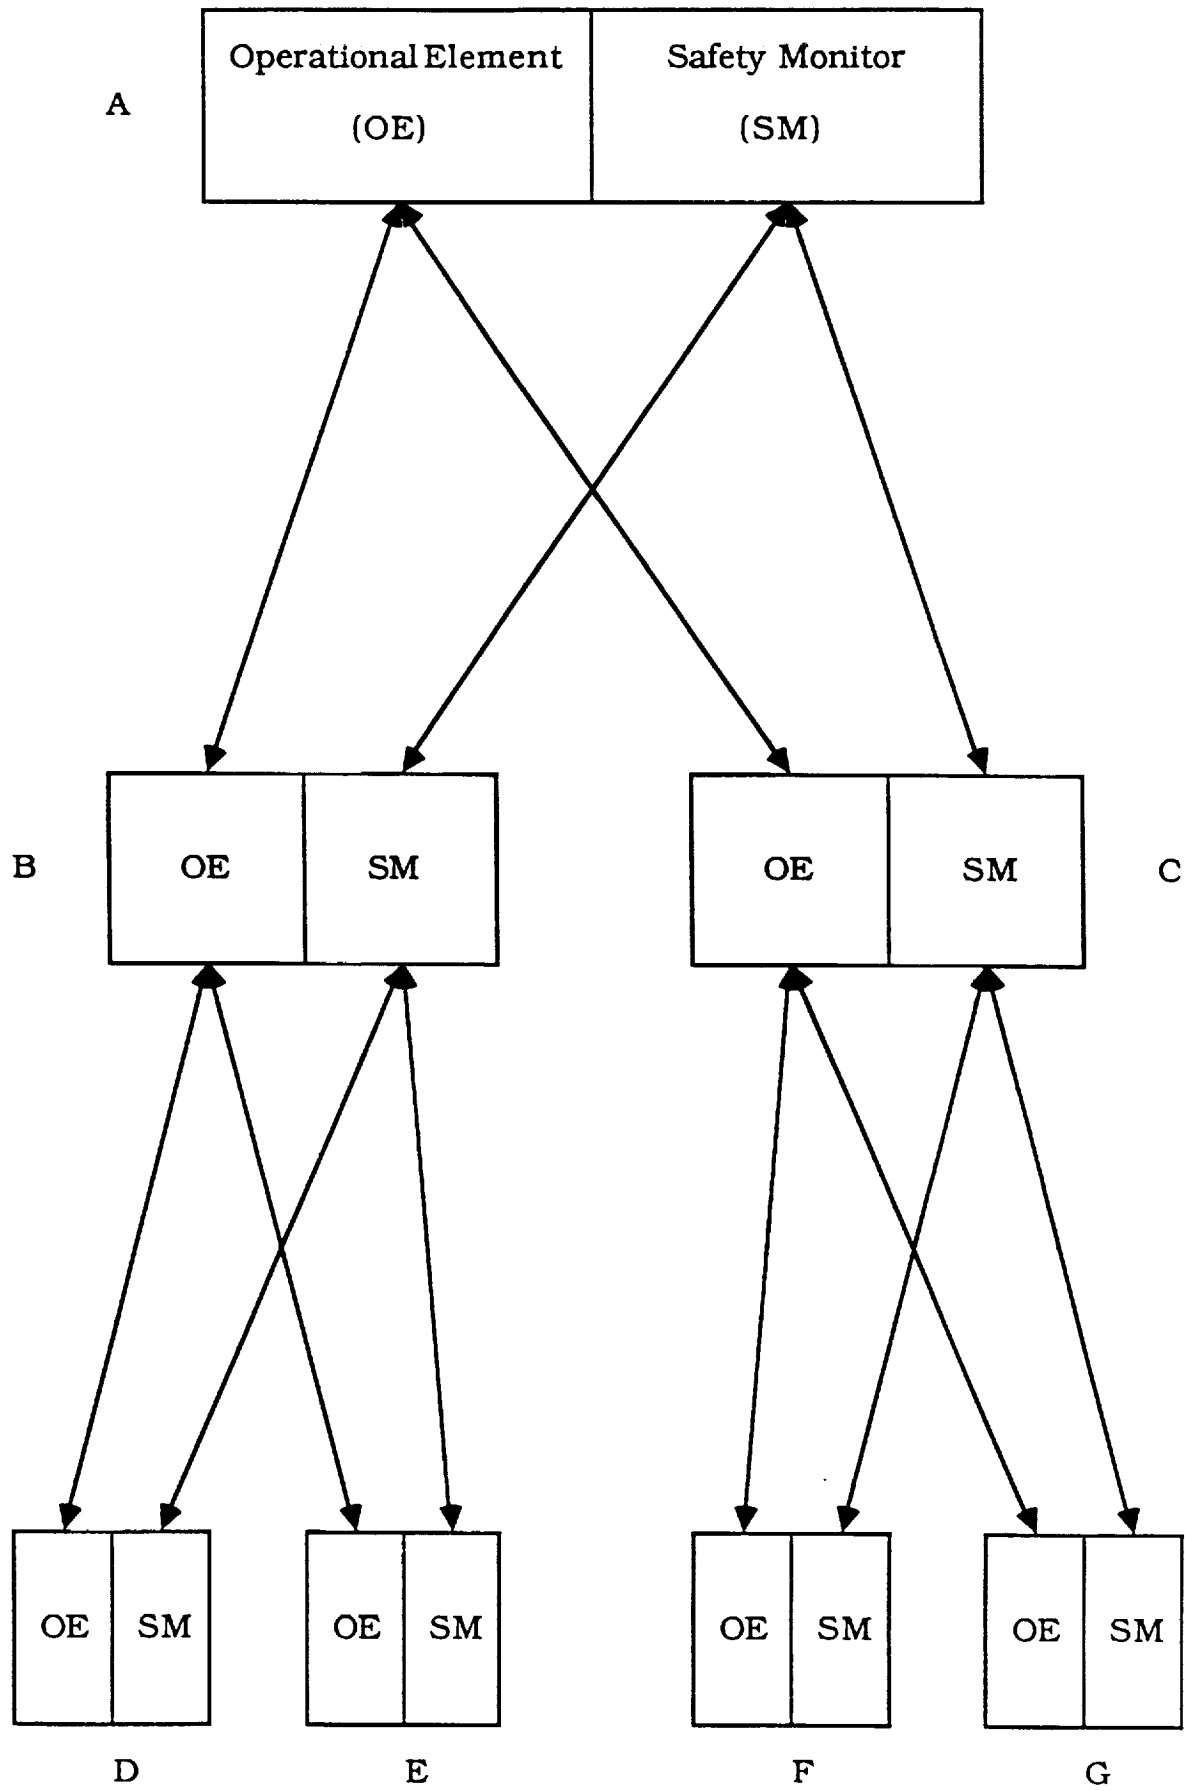 Operational Element
(OE)
Safety Monitor
(SM)
A
B
OE
SM
OE
SM
C
OE
SM
OE
SM
OE
SM
OE
SM
D
E
F
G